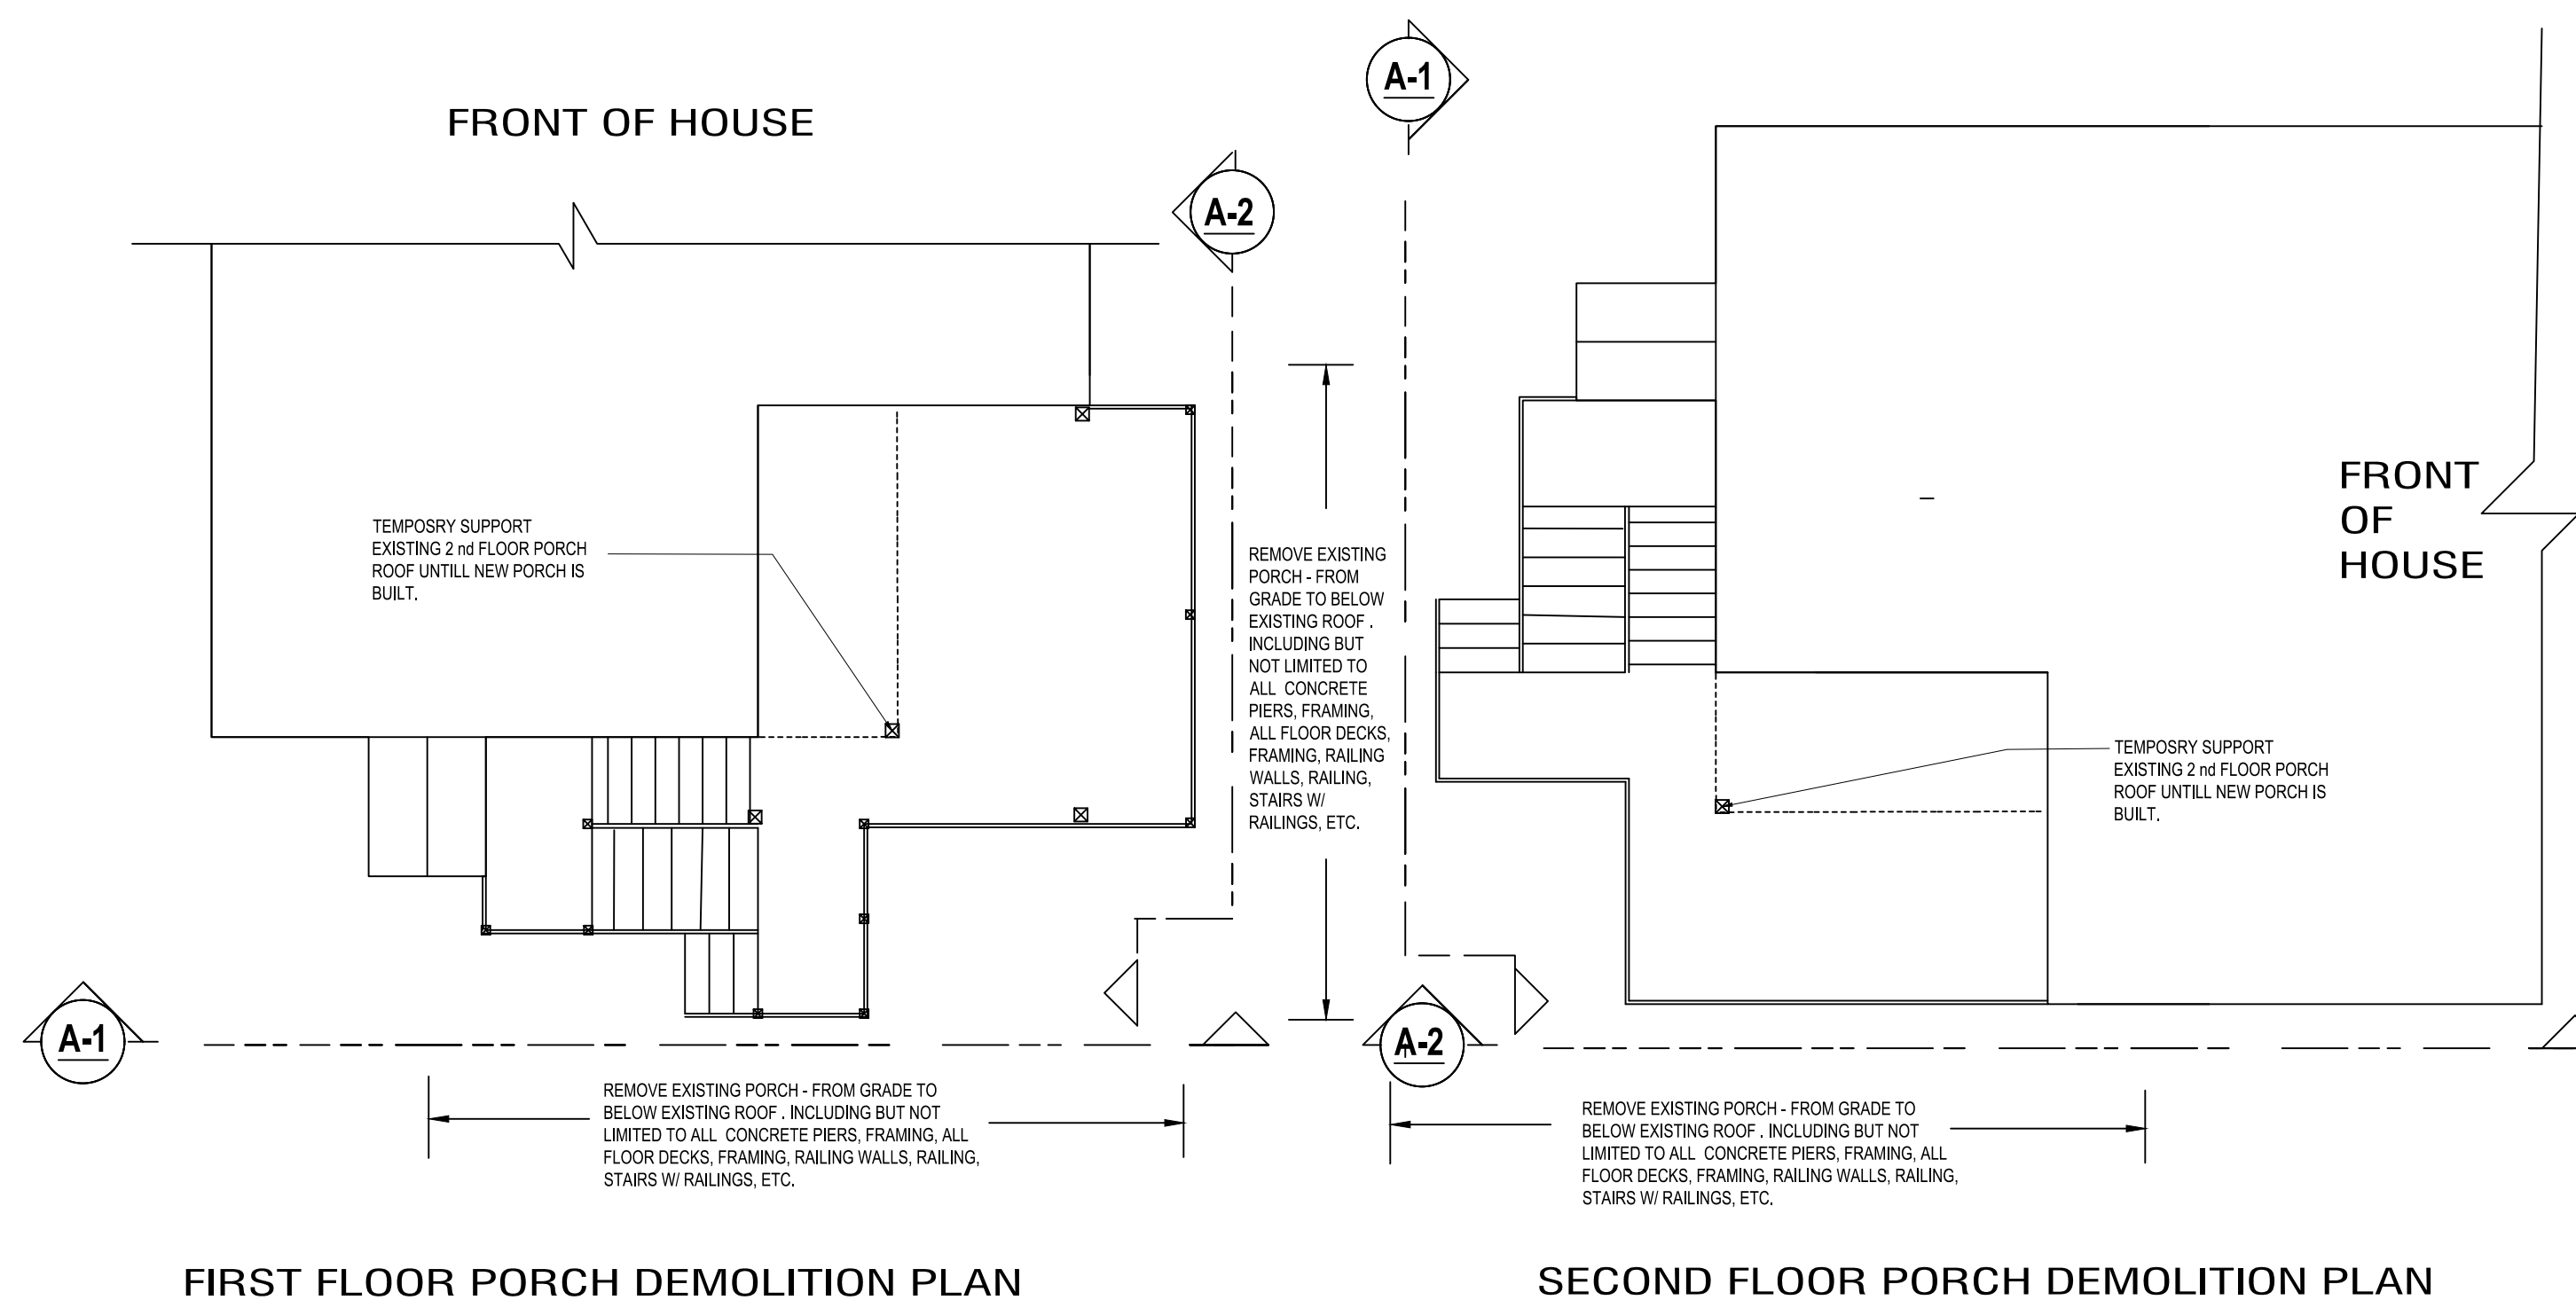 FRONT OF HOUSE
A-2
TEMPOSRY SUPPORT
EXISTING 2 nd FLOOR PORCH
ROOF UNTILL NEW PORCH IS
BUILT.
A-1
REMOVE EXISTING PORCH - FROM GRADE TO
BELOW EXISTING ROOF . INCLUDING BUT NOT
LIMITED TO ALL CONCRETE PIERS, FRAMING, ALL
FLOOR DECKS, FRAMING, RAILING WALLS, RAILING,
STAIRS W/ RAILINGS, ETC.
FIRST FLOOR PORCH DEMOLITION PLAN
REMOVE EXISTING
PORCH - FROM
GRADE TO BELOW
EXISTING ROOF .
INCLUDING BUT
NOT LIMITED TO
ALL CONCRETE
PIERS, FRAMING,
ALL FLOOR DECKS,
FRAMING, RAILING
WALLS, RAILING,
STAIRS W/
RAILINGS, ETC.
A-1
FRONT
OF
HOUSE
TEMPOSRY SUPPORT
EXISTING 2 nd FLOOR PORCH
ROOF UNTILL NEW PORCH IS
BUILT.
A-2
REMOVE EXISTING PORCH - FROM GRADE TO
BELOW EXISTING ROOF . INCLUDING BUT NOT
LIMITED TO ALL CONCRETE PIERS, FRAMING, ALL
FLOOR DECKS, FRAMING, RAILING WALLS, RAILING,
STAIRS W/ RAILINGS, ETC.
SECOND FLOOR PORCH DEMOLITION PLAN